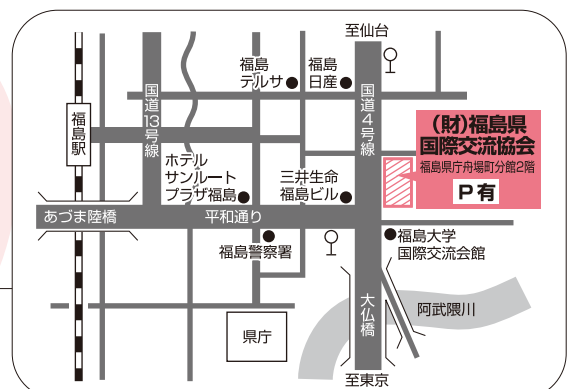 至仙台
福島
テルサ
福島
日産
国道13号線
国道4号線
福島駅
(財)福島県
国際交流協会
福島県庁舟場町分館2階
P有
ホテル
サンルート
プラザ福島
三井生命
福島ビル
あづま陸橋
平和通り
福島警察署
福島大学
国際交流会館
大仏橋
阿武隈川
県庁
至東京